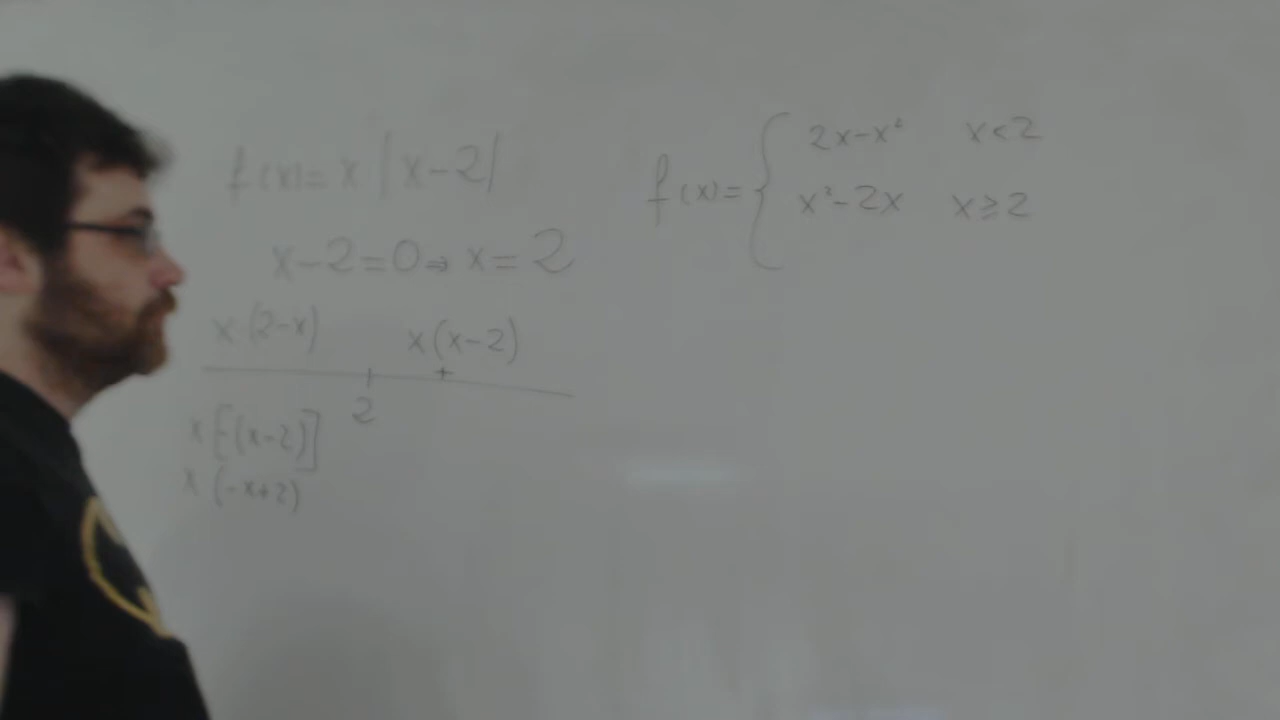 f(x)= x |x-2|
x-2=0⇒ x=2
x·(2-x) x(x-2)
+
2
x[-(x-2)]
x (-x+2)
f(x)= { 2x-x² x<2
x²-2x x≥2